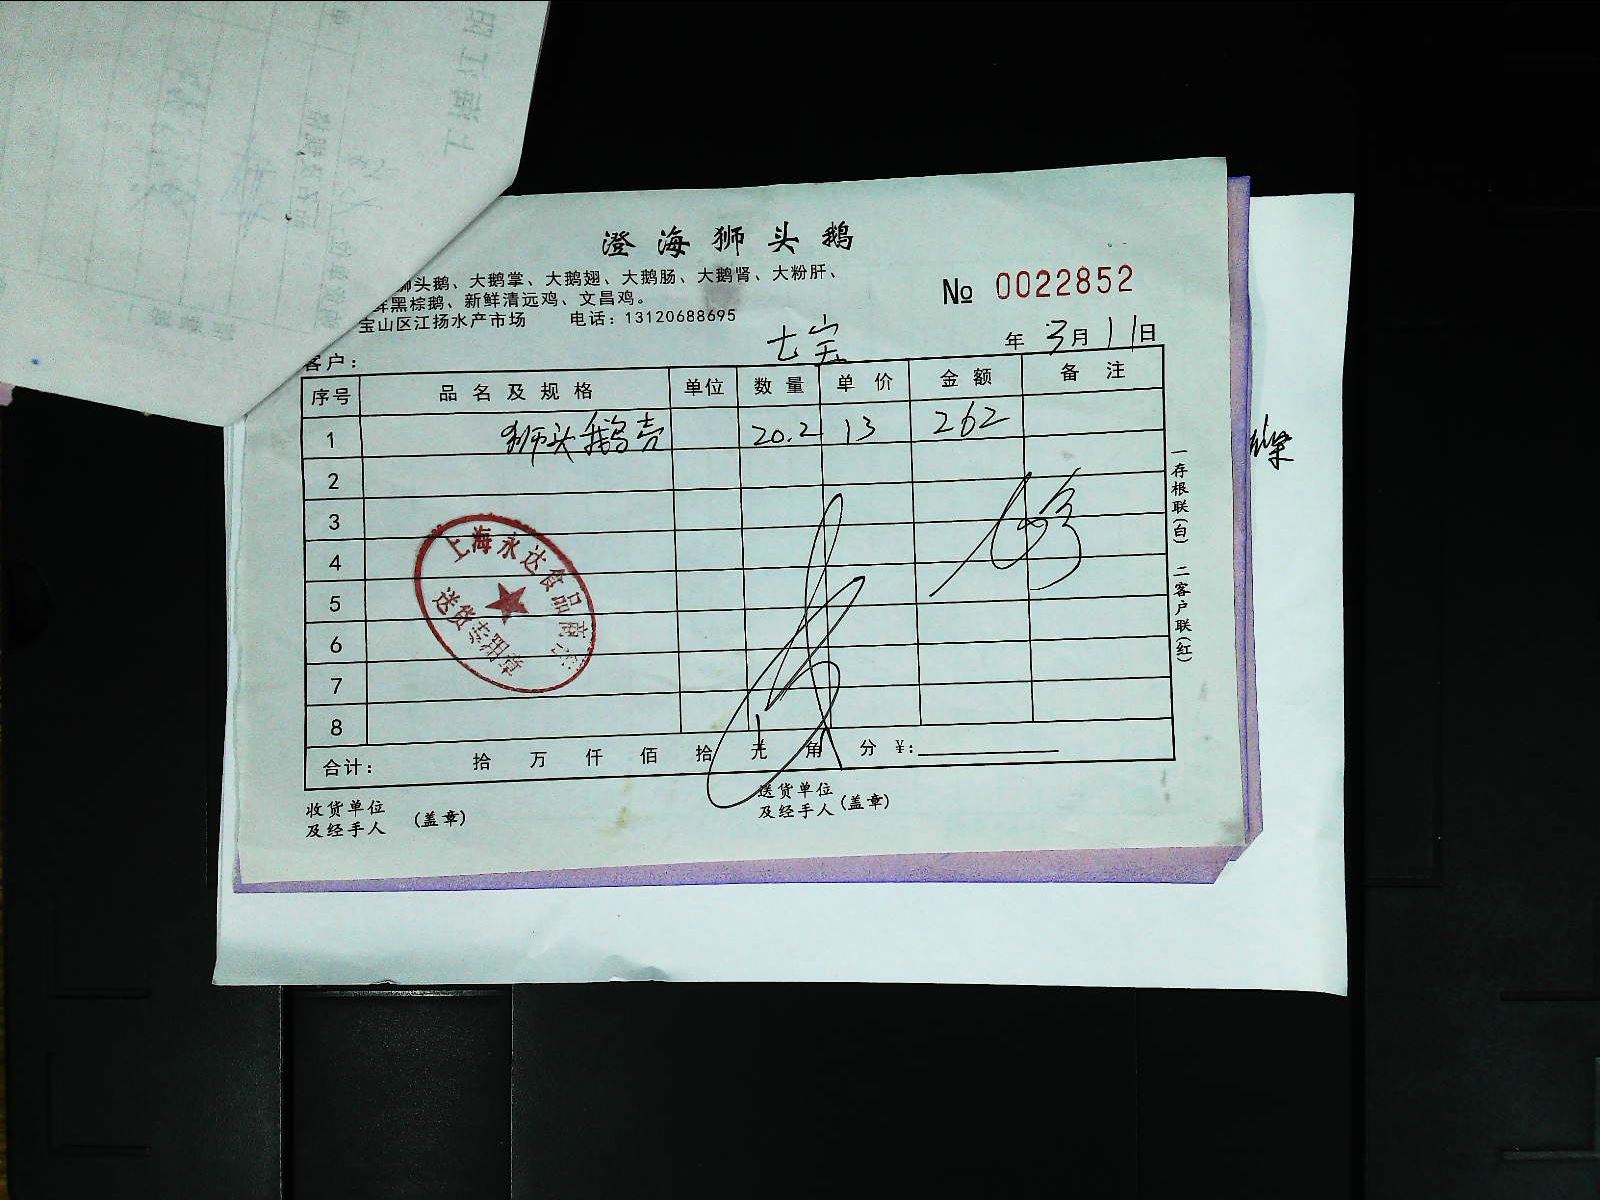 澄海狮头鹅
狮头鹅、大鹅掌、大鹅翅、大鹅肠、大鹅肾、大粉肝、
鲜黑棕鹅、新鲜清远鸡、文昌鸡。
宝山区江扬水产市场 电话：13120688695
№ 0022852
客户： 七宝 年 3月11日
序号 品名及规格 单位 数量 单价 金额 备注
1 狮头鹅壳 20.2 13 262
2
3
4
5
6
7
8
合计： 拾 万 仟 佰 拾 元 角 分 ¥：
收货单位
及经手人 （盖章）
送货单位
及经手人（盖章）
一存根联（白） 二客户联（红）
上海永达食品商行
送货专用章